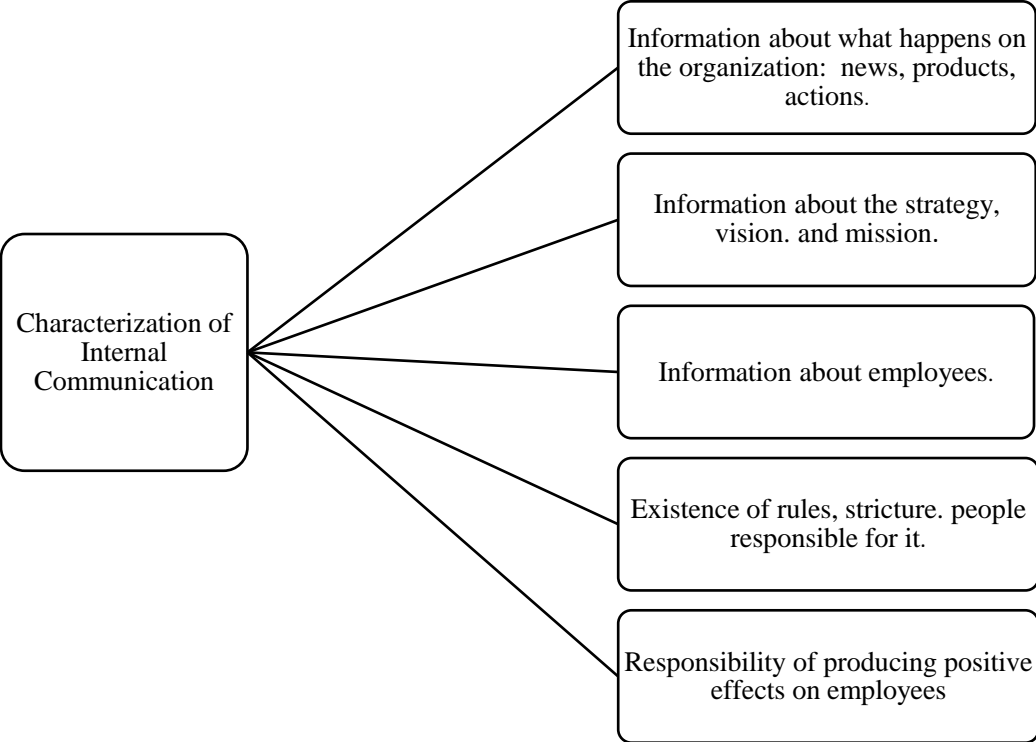 Characterization of
Internal
Communication
Information about what happens on
the organization:  news, products,
actions.
Information about the strategy,
vision. and mission.
Information about employees.
Existence of rules, stricture. people
responsible for it.
Responsibility of producing positive
effects on employees